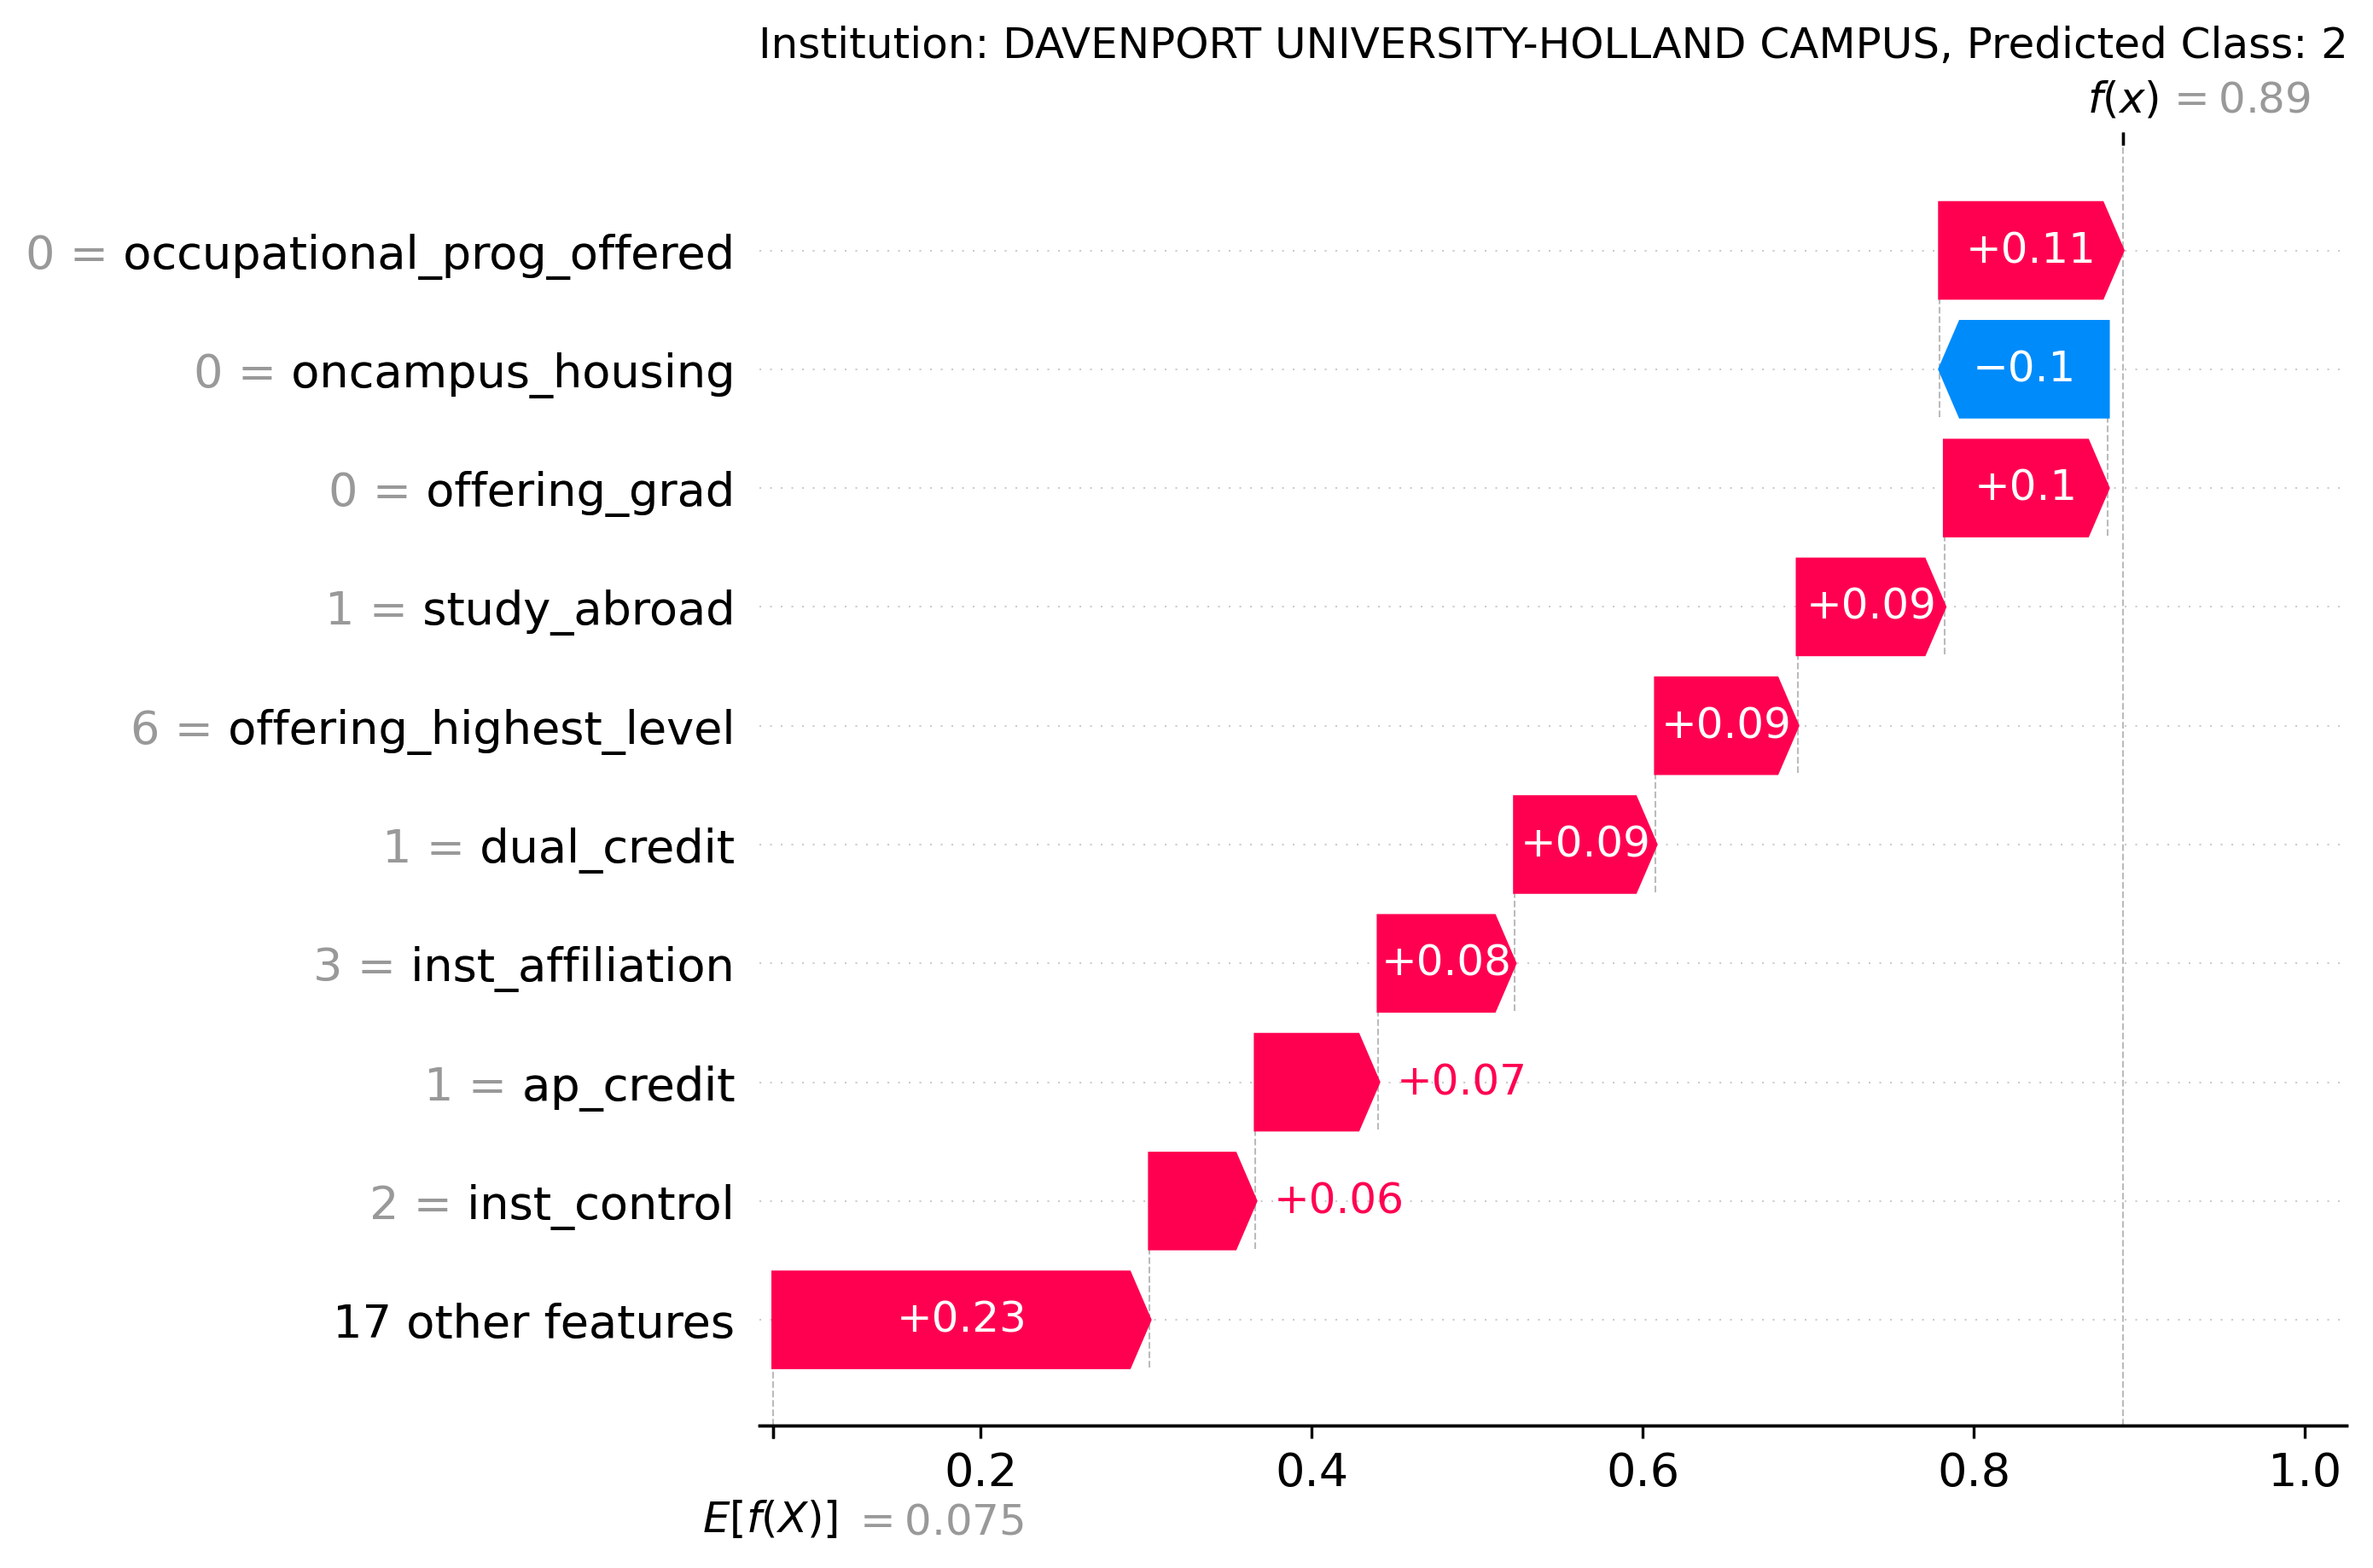 Institution: DAVENPORT UNIVERSITY-HOLLAND CAMPUS, Predicted Class: 2
f(x) = 0.89
0 = occupational_prog_offered +0.11
0 = oncampus_housing −0.1
0 = offering_grad +0.1
1 = study_abroad +0.09
6 = offering_highest_level +0.09
1 = dual_credit +0.09
3 = inst_affiliation +0.08
1 = ap_credit +0.07
2 = inst_control +0.06
17 other features +0.23
0.2 0.4 0.6 0.8 1.0
E[f(X)] = 0.075